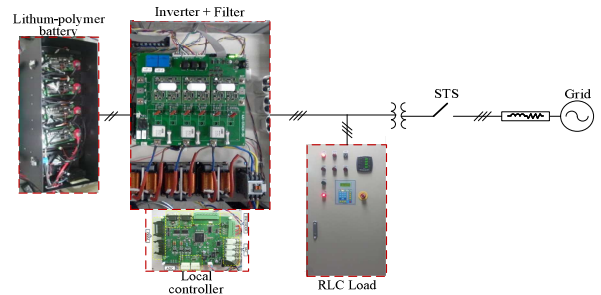 Lithum-polymer
battery
Inverter + Filter
STS
Grid
Local
controller
RLC Load